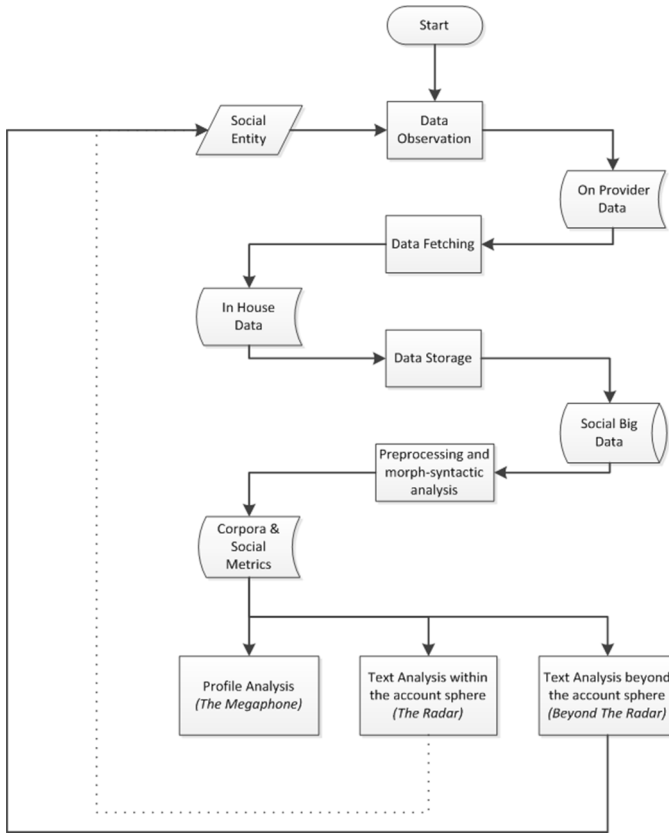 Start
Social
Entity
Data
Observation
On Provider
Data
Data Fetching
In House
Data
Data Storage
Social Big
Data
Preprocessing and
morph-syntactic
analysis
Corpora &
Social
Metrics
Profile Analysis
(The Megaphone)
Text Analysis within
the account sphere
(The Radar)
Text Analysis beyond
the account sphere
(Beyond The Radar)